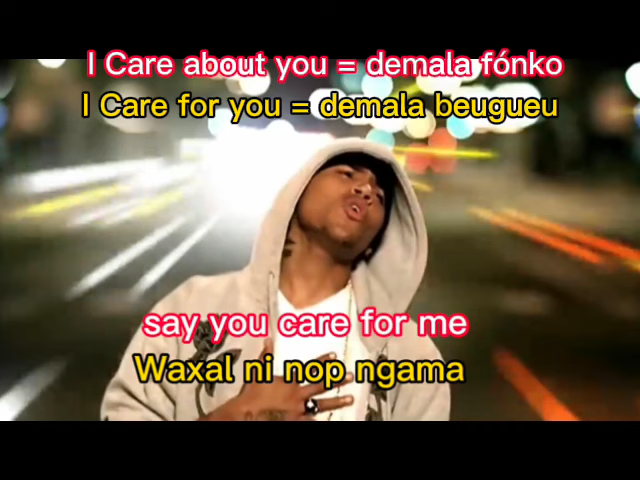 I Care about you = demala fónko
I Care for you = demala beugueu
say you care for me
Waxal ni nop ngama